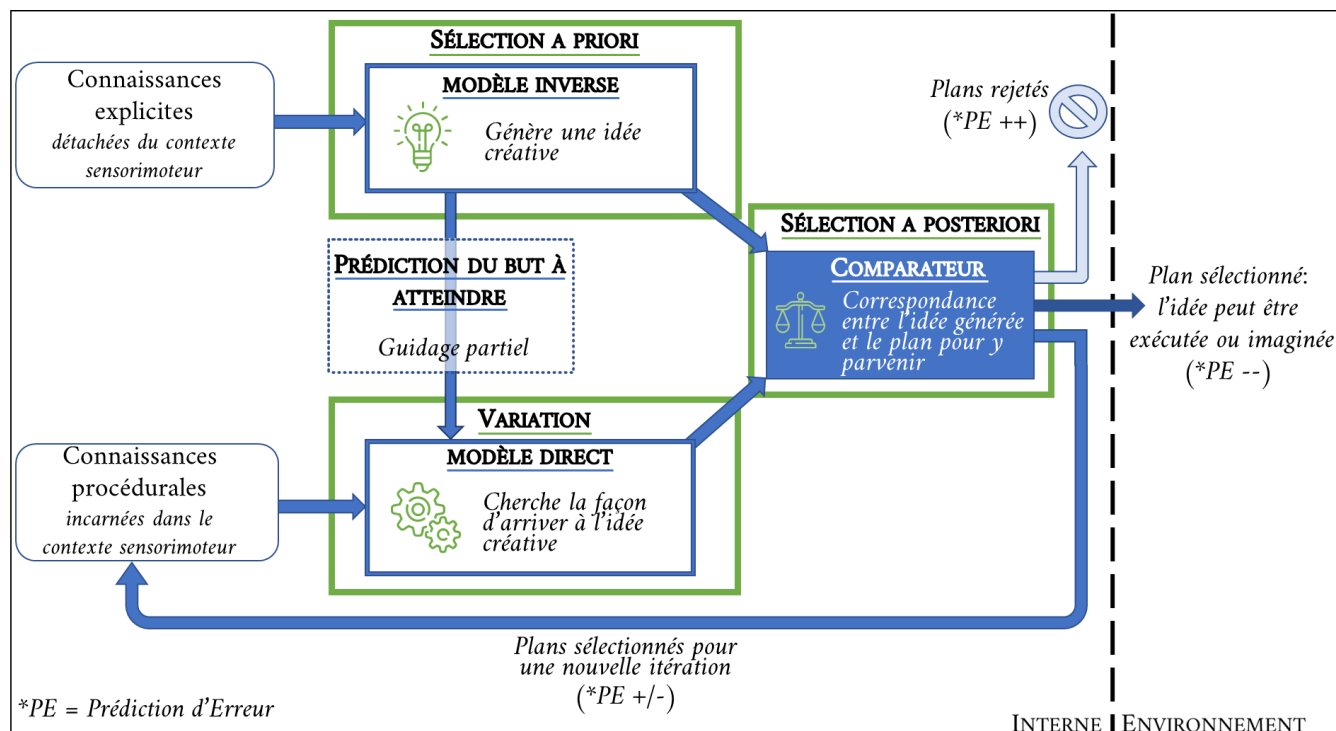 SÉLECTION A PRIORI
Connaissances
explicites
détachées du contexte
sensorimoteur
MODÈLE INVERSE
Génère une idée
créative
Plans rejetés
(*PE ++)
SÉLECTION A POSTERIORI
COMPARATEUR
Correspondance
entre l'idée générée
et le plan pour y
parvenir
Plan sélectionné:
l'idée peut être
exécutée ou imaginée
(*PE --)
PRÉDICTION DU BUT À
ATTEINDRE
Guidage partiel
VARIATION
Connaissances
procédurales
incarnées dans le
contexte sensorimoteur
MODÈLE DIRECT
Cherche la façon
d'arriver à l'idée
créative
Plans sélectionnés pour
une nouvelle itération
(*PE +/-)
*PE = Prédiction d'Erreur
INTERNE
ENVIRONNEMENT